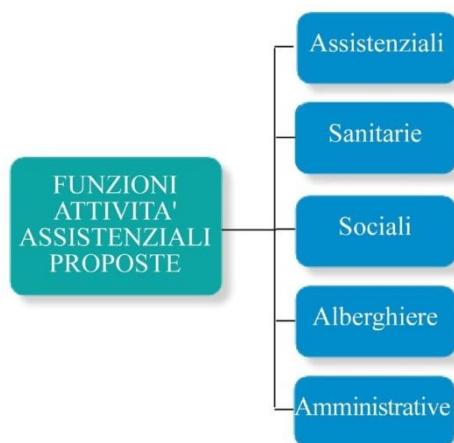 FUNZIONI
ATTIVITA'
ASSISTENZIALI
PROPOSTE
Assistenziali
Sanitarie
Sociali
Alberghiere
Amministrative